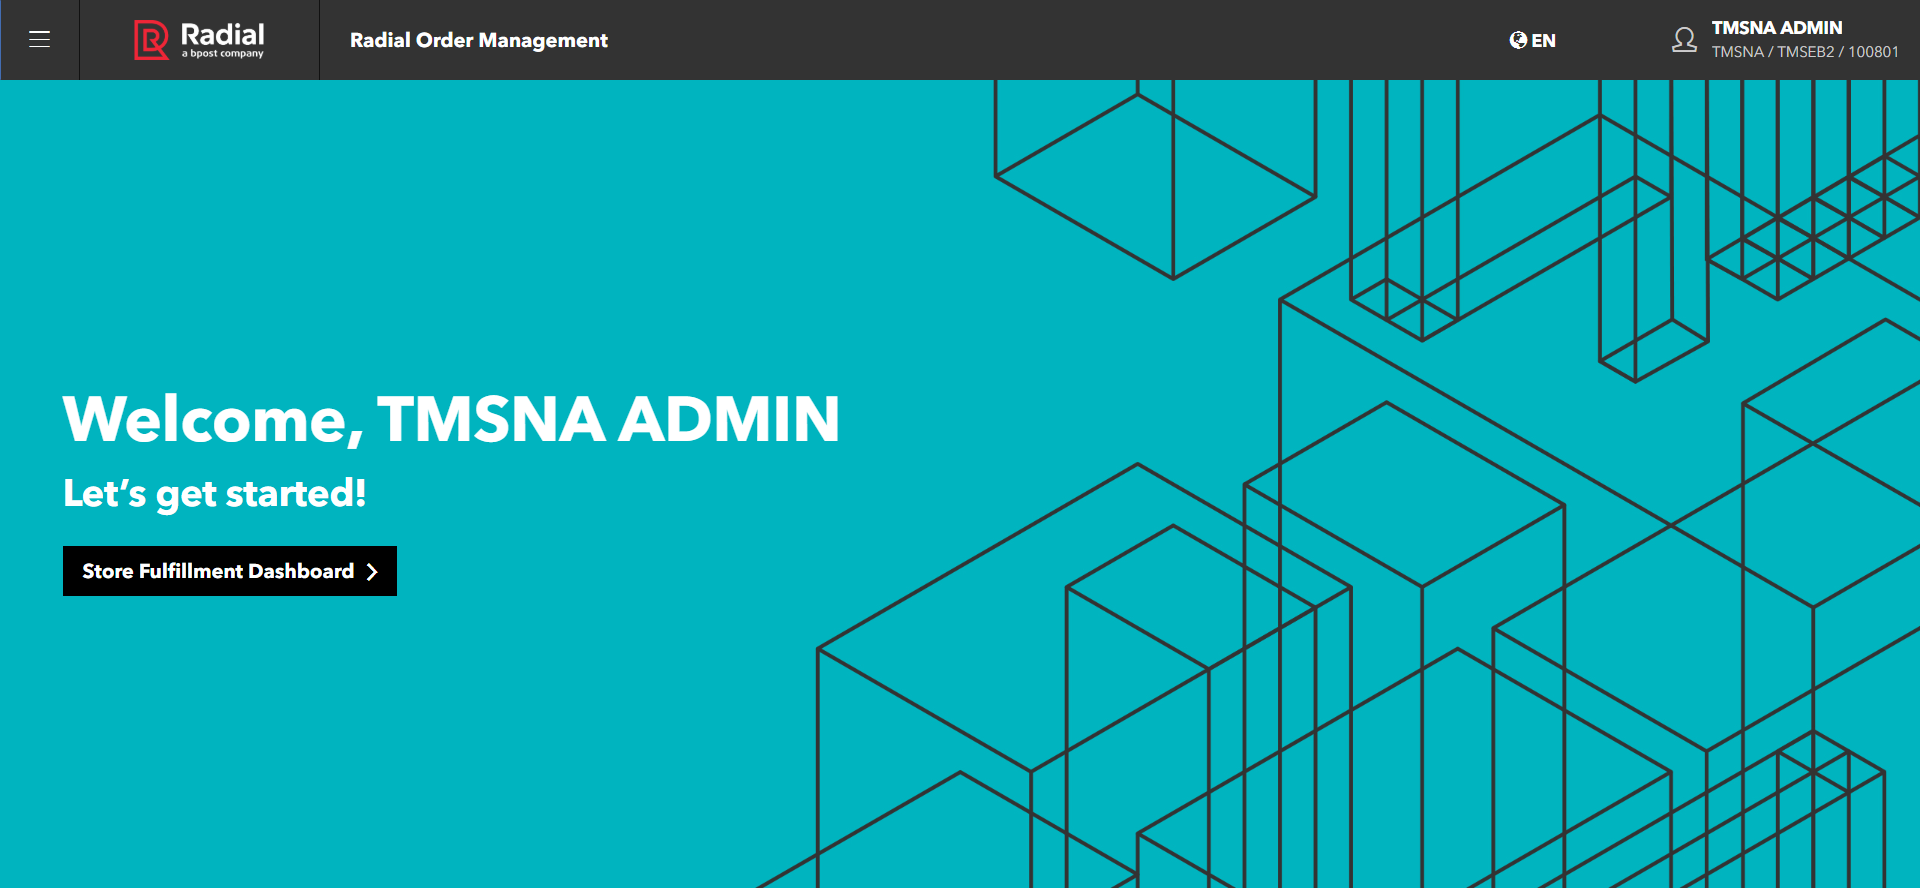 Radial
a bpost company
Radial Order Management
EN
TMSNA ADMIN
TMSNA / TMSEB2 / 100801
Welcome, TMSNA ADMIN
Let’s get started!
Store Fulfillment Dashboard